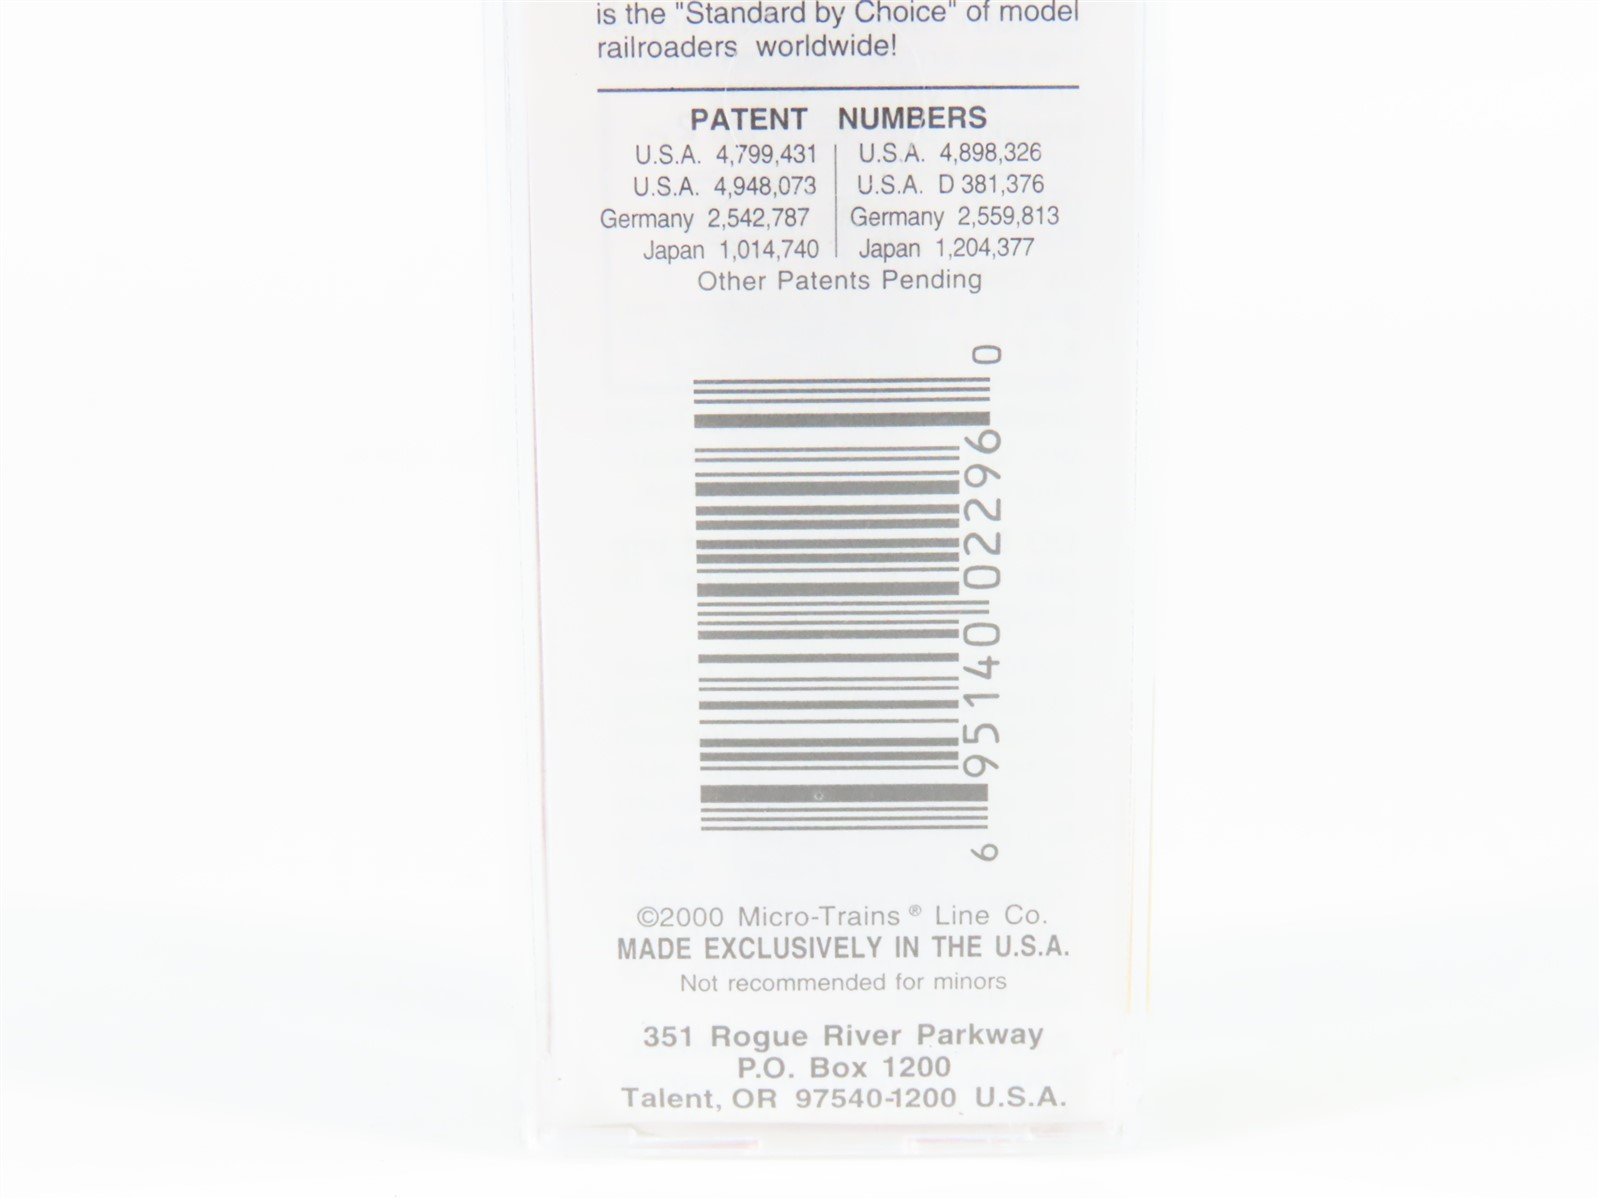 is the "Standard by Choice" of model
railroaders worldwide!
PATENT NUMBERS
U.S.A. 4,799,431 U.S.A. 4,898,326
U.S.A. 4,948,073 U.S.A. D 381,376
Germany 2,542,787 Germany 2,559,813
Japan 1,014,740 Japan 1,204,377
Other Patents Pending
6 95140 02296 0
©2000 Micro-Trains® Line Co.
MADE EXCLUSIVELY IN THE U.S.A.
Not recommended for minors
351 Rogue River Parkway
P.O. Box 1200
Talent, OR 97540-1200 U.S.A.